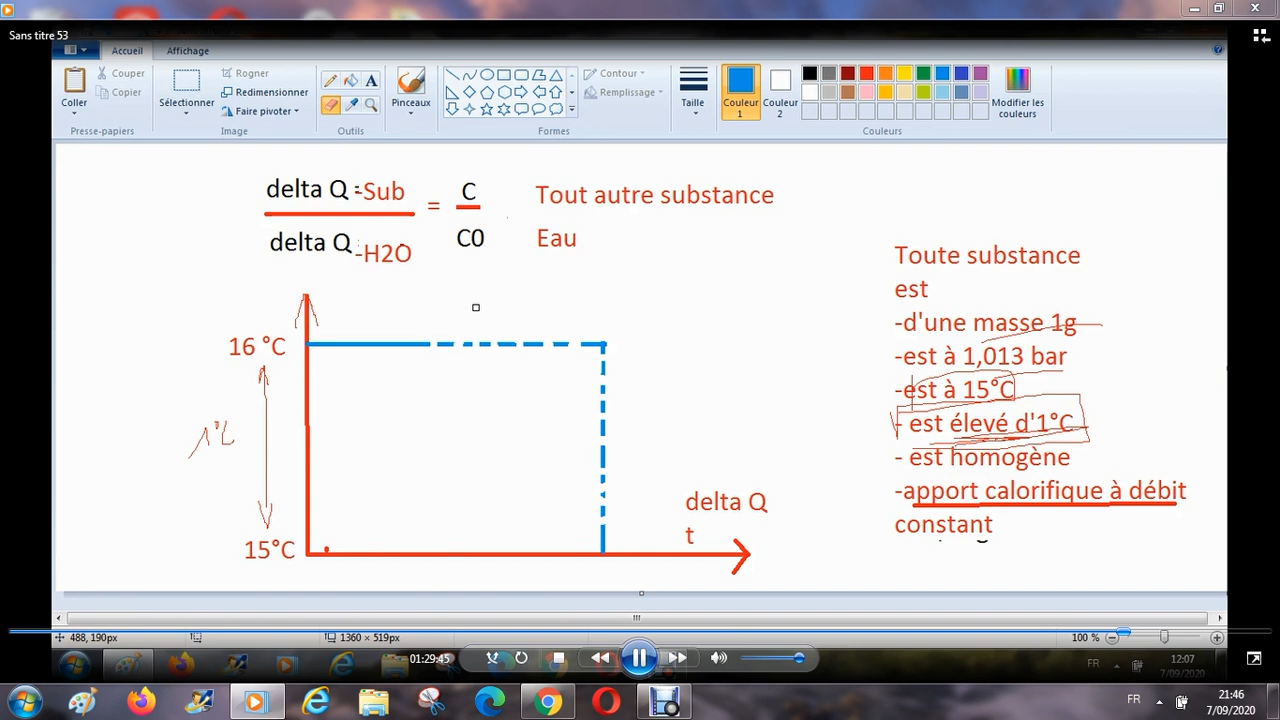 Sans titre 53
Accueil
Affichage
Coller
Couper
Copier
Presse-papiers
Sélectionner
Rogner
Redimensionner
Faire pivoter
Image
A
Outils
Pinceaux
Contour
Remplissage
Formes
Taille
Couleur
1
Couleur
2
Modifier les
couleurs
Couleurs
delta Q -Sub = C Tout autre substance
delta Q -H2O C0 Eau
Toute substance
est
-d'une masse 1g
-est à 1,013 bar
-est à 15°C
- est élevé d'1°C
- est homogène
-apport calorifique à débit
constant
16 °C
15°C
delta Q
t
488, 190px
1360 × 519px
100 %
01:29:45
FR
12:07
7/09/2020
FR
21:46
7/09/2020